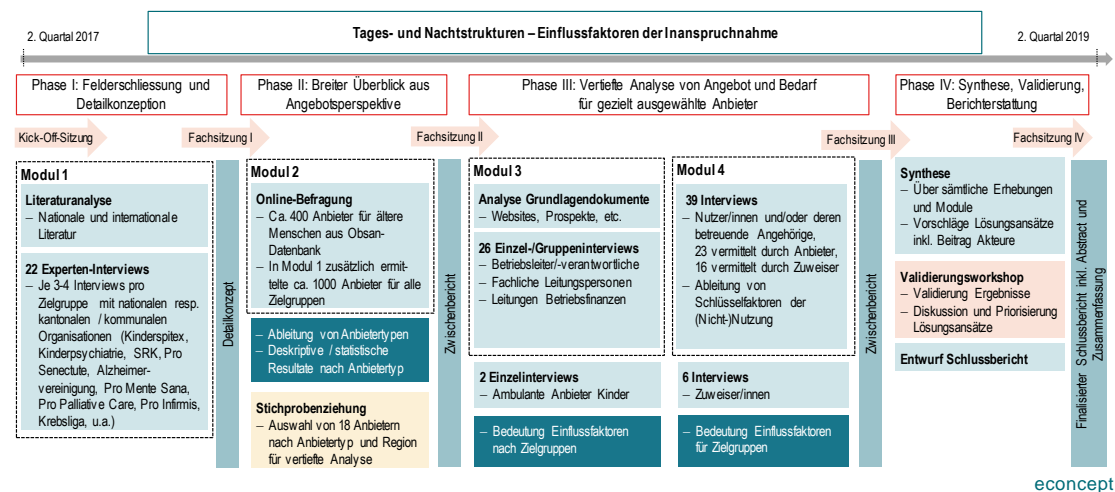 Tages- und Nachtstrukturen – Einflussfaktoren der Inanspruchnahme
2. Quartal 2017
2. Quartal 2019
Phase I: Felderschliessung und
Detailkonzeption
Phase II: Breiter Überblick aus
Angebotsperspektive
Phase III: Vertiefte Analyse von Angebot und Bedarf
für gezielt ausgewählte Anbieter
Phase IV: Synthese, Validierung,
Berichterstattung
Kick-Off-Sitzung
Fachsitzung I
Fachsitzung II
Fachsitzung III
Fachsitzung IV
Modul 1
Literaturanalyse
– Nationale und internationale
Literatur
22 Experten-Interviews
– Je 3-4 Interviews pro
Zielgruppe mit nationalen resp.
kantonalen / kommunalen
Organisationen (Kinderspitex,
Kinderpsychiatrie, SRK, Pro
Senectute, Alzheimer-
vereinigung, Pro Mente Sana,
Pro Palliative Care, Pro Infirmis,
Krebsliga, u.a.)
Detailkonzept
Modul 2
Online-Befragung
– Ca. 400 Anbieter für ältere
Menschen aus Obsan-
Datenbank
– In Modul 1 zusätzlich ermit-
telte ca. 1000 Anbieter für alle
Zielgruppen
– Ableitung von Anbietertypen
– Deskriptive / statistische
Resultate nach Anbietertyp
Stichprobenziehung
– Auswahl von 18 Anbietern
nach Anbietertyp und Region
für vertiefte Analyse
Zwischenbericht
Modul 3
Analyse Grundlagendokumente
– Websites, Prospekte, etc.
26 Einzel-/Gruppeninterviews
– Betriebsleiter/-verantwortliche
– Fachliche Leitungspersonen
– Leitungen Betriebsfinanzen
2 Einzelinterviews
– Ambulante Anbieter Kinder
– Bedeutung Einflussfaktoren
nach Zielgruppen
Modul 4
39 Interviews
– Nutzer/innen und/oder deren
betreuende Angehörige,
23 vermittelt durch Anbieter,
16 vermittelt durch Zuweiser
– Ableitung von
Schlüsselfaktoren der
(Nicht-)Nutzung
6 Interviews
– Zuweiser/innen
– Bedeutung Einflussfaktoren
für Zielgruppen
Zwischenbericht
Synthese
– Über sämtliche Erhebungen
und Module
– Vorschläge Lösungsansätze
inkl. Beitrag Akteure
Validierungsworkshop
– Validierung Ergebnisse
– Diskussion und Priorisierung
Lösungsansätze
Entwurf Schlussbericht
Finalisierter Schlussbericht inkl. Abstract und
Zusammenfassung
econcept